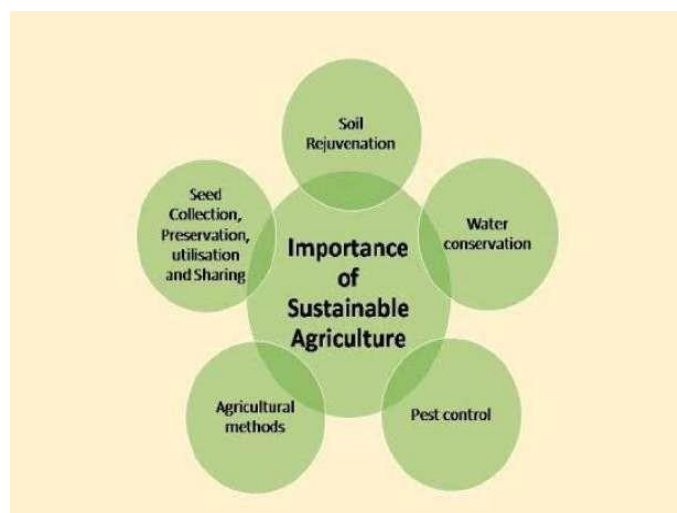 Soil
Rejuvenation
Seed
Collection,
Preservation,
utilisation
and Sharing
Importance
of
Sustainable
Agriculture
Water
conservation
Agricultural
methods
Pest control